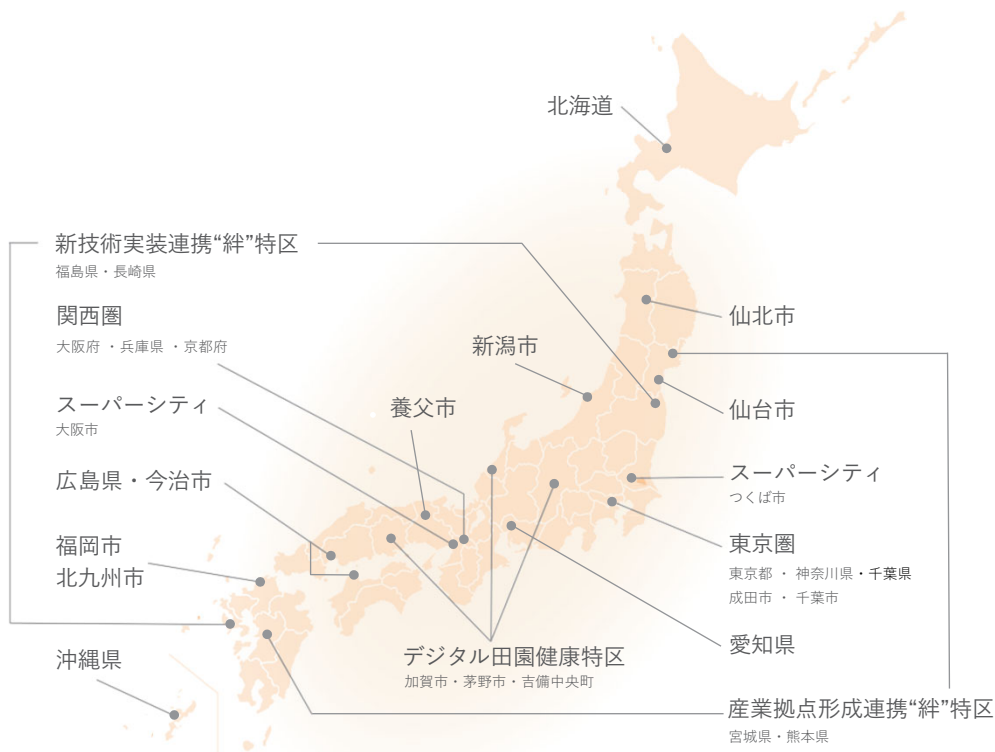 北海道
新技術実装連携“絆”特区
福島県・長崎県
関西圏
大阪府 ・兵庫県 ・京都府
スーパーシティ
大阪市
広島県・今治市
福岡市
北九州市
沖縄県
新潟市
養父市
デジタル田園健康特区
加賀市・茅野市・吉備中央町
仙北市
仙台市
スーパーシティ
つくば市
東京圏
東京都 ・ 神奈川県・千葉県
成田市 ・ 千葉市
愛知県
産業拠点形成連携“絆”特区
宮城県・熊本県